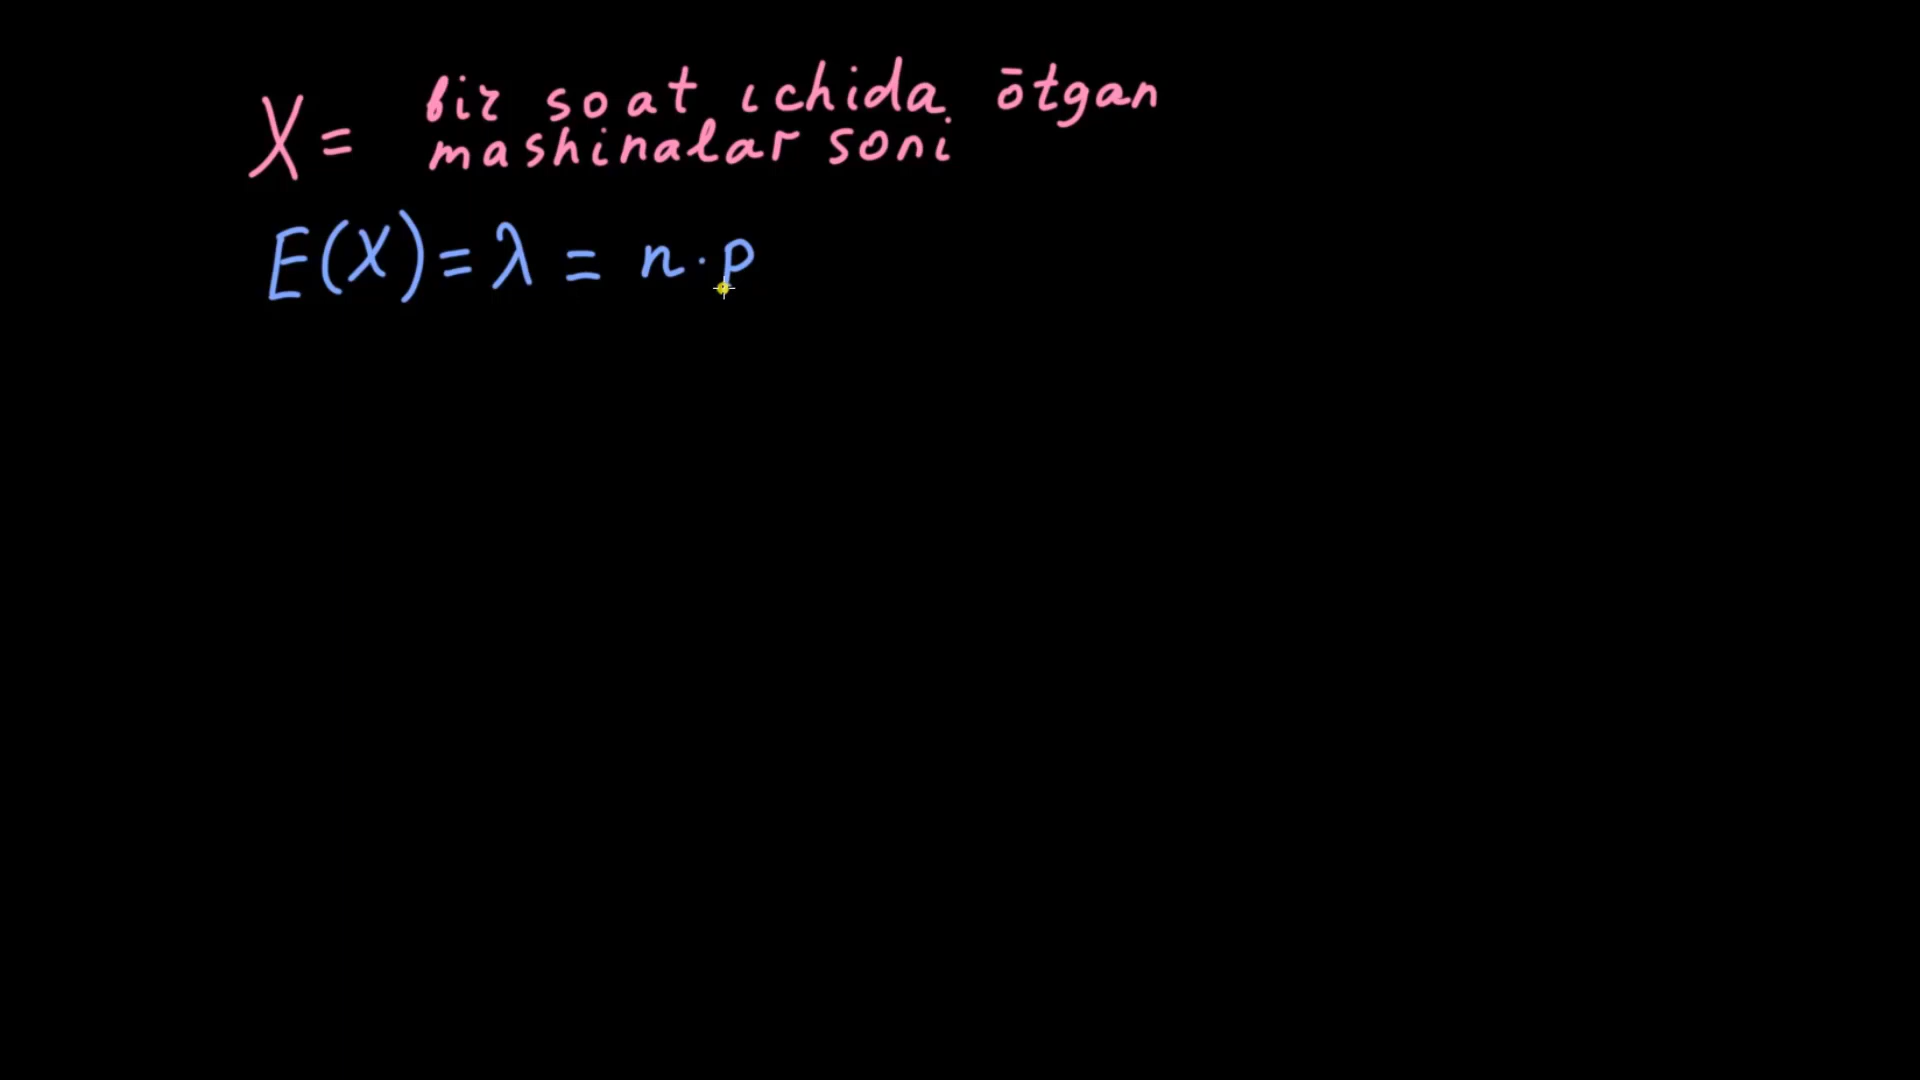 X = bir soat ichida ōtgan
mashinalar soni
E(X) = λ = n · p